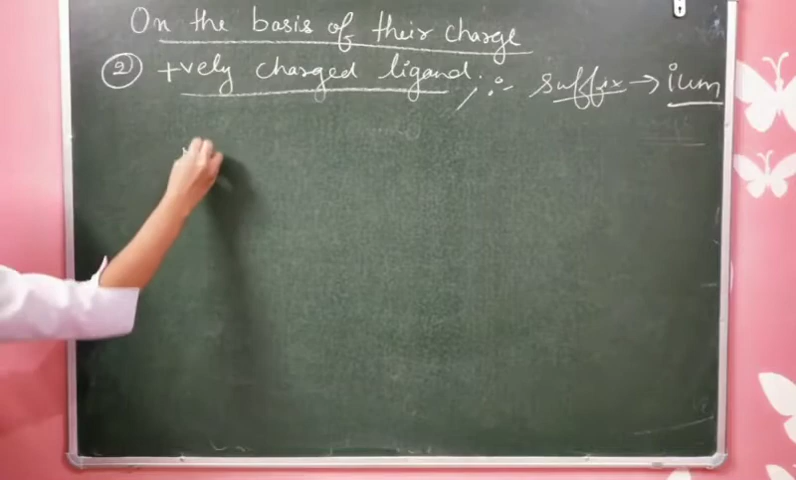 On the basis of their charge
② +vely charged ligand. :- suffix → ium